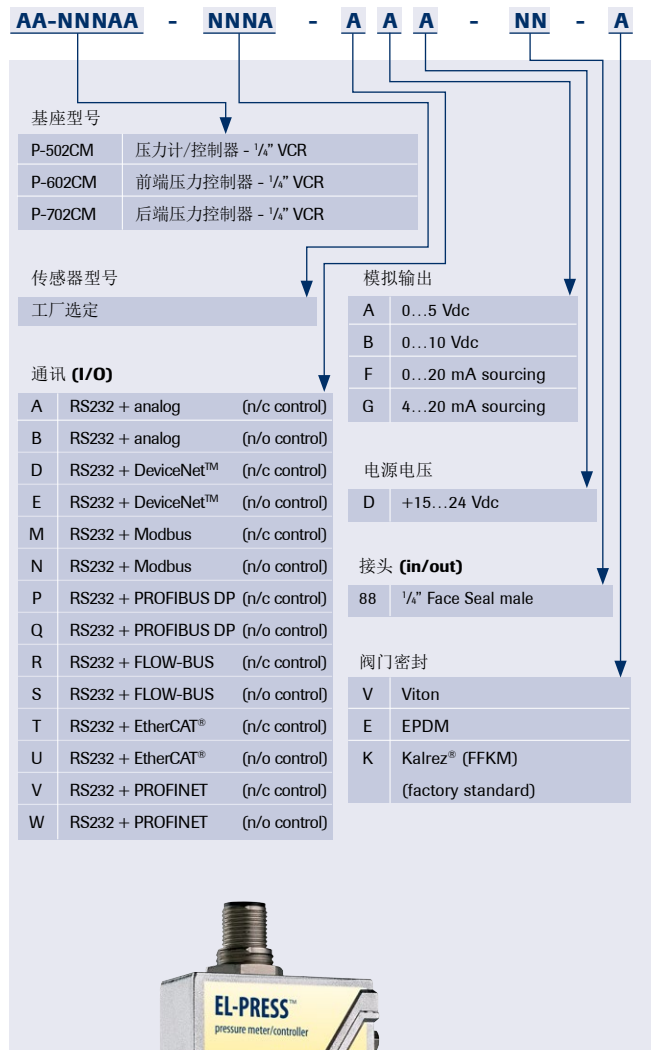 AA-NNNAA - NNNA - A A A - NN - A
基座型号
P-502CM 压力计/控制器 - 1/4” VCR
P-602CM 前端压力控制器 - 1/4” VCR
P-702CM 后端压力控制器 - 1/4” VCR
传感器型号
工厂选定
通讯 (I/O)
A RS232 + analog (n/c control)
B RS232 + analog (n/o control)
D RS232 + DeviceNet™ (n/c control)
E RS232 + DeviceNet™ (n/o control)
M RS232 + Modbus (n/c control)
N RS232 + Modbus (n/o control)
P RS232 + PROFIBUS DP (n/c control)
Q RS232 + PROFIBUS DP (n/o control)
R RS232 + FLOW-BUS (n/c control)
S RS232 + FLOW-BUS (n/o control)
T RS232 + EtherCAT® (n/c control)
U RS232 + EtherCAT® (n/o control)
V RS232 + PROFINET (n/c control)
W RS232 + PROFINET (n/o control)
模拟输出
A 0…5 Vdc
B 0…10 Vdc
F 0…20 mA sourcing
G 4…20 mA sourcing
电源电压
D +15…24 Vdc
接头 (in/out)
88 1/4” Face Seal male
阀门密封
V Viton
E EPDM
K Kalrez® (FFKM)
(factory standard)
EL-PRESS™
pressure meter/controller